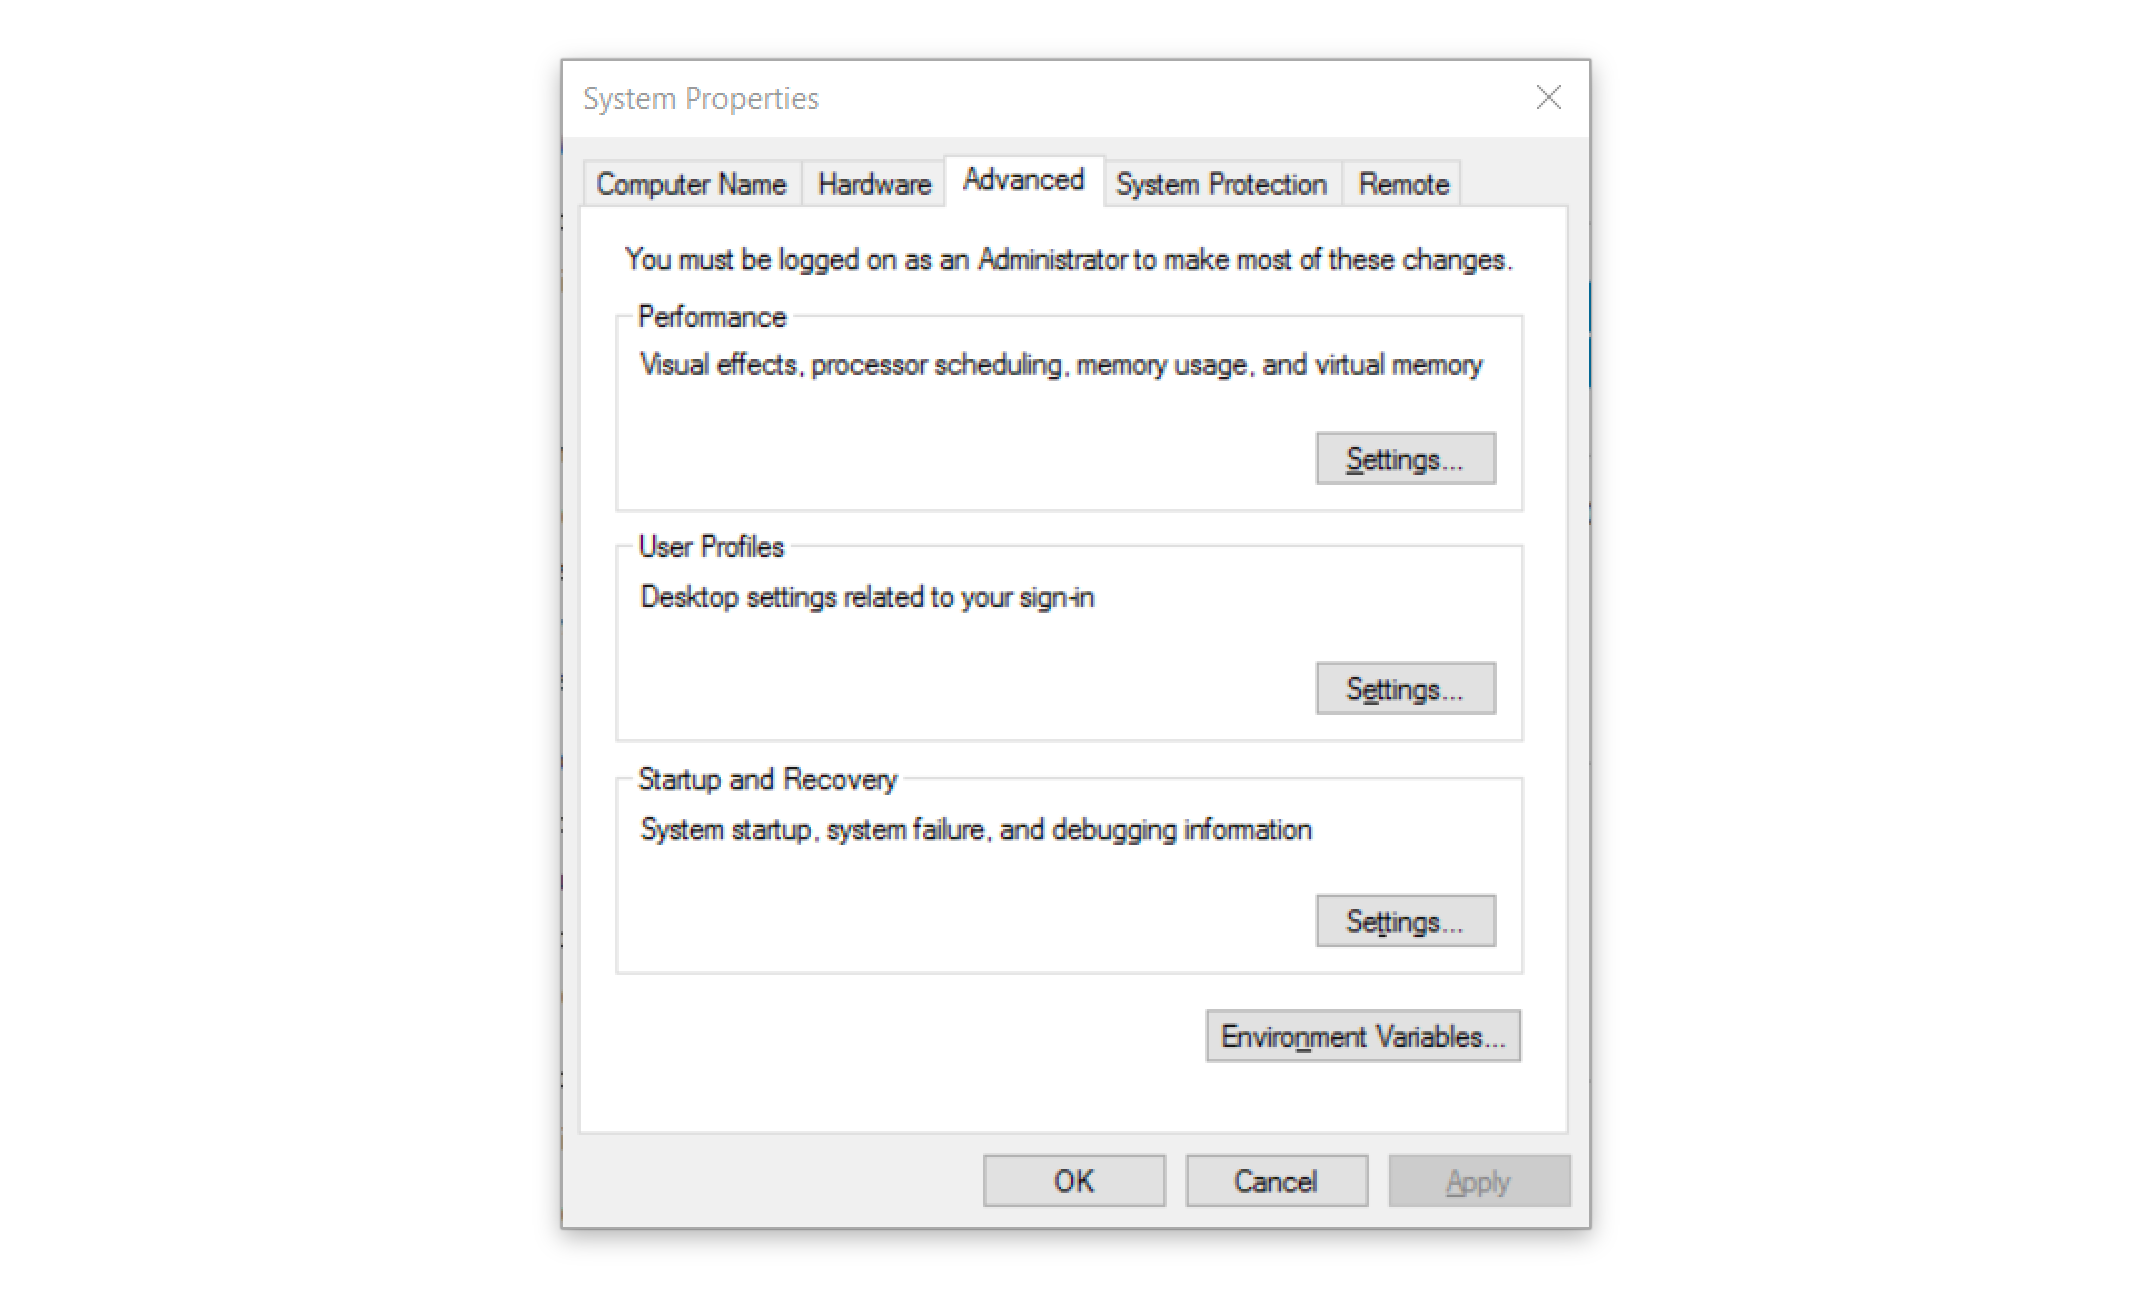 System Properties
Computer Name Hardware Advanced System Protection Remote
You must be logged on as an Administrator to make most of these changes.
Performance
Visual effects, processor scheduling, memory usage, and virtual memory
Settings...
User Profiles
Desktop settings related to your sign-in
Settings...
Startup and Recovery
System startup, system failure, and debugging information
Settings...
Environment Variables...
OK Cancel Apply